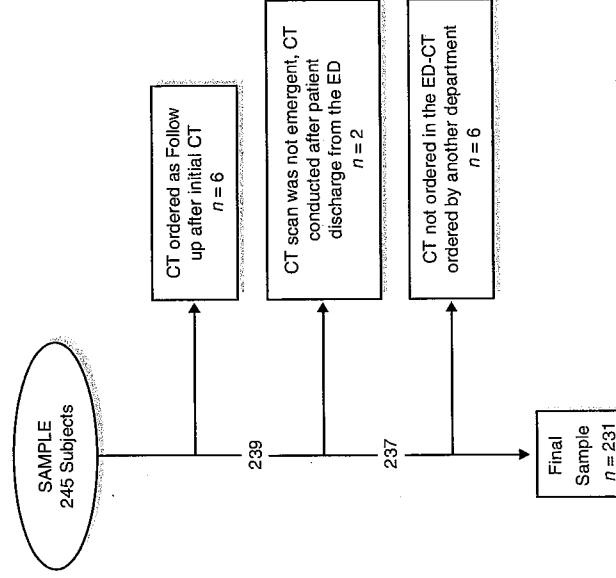 SAMPLE
245 Subjects
CT ordered as Follow
up after initial CT
n = 6
239
CT scan was not emergent, CT
conducted after patient
discharge from the ED
n = 2
237
CT not ordered in the ED-CT
ordered by another department
n = 6
Final
Sample
n = 231